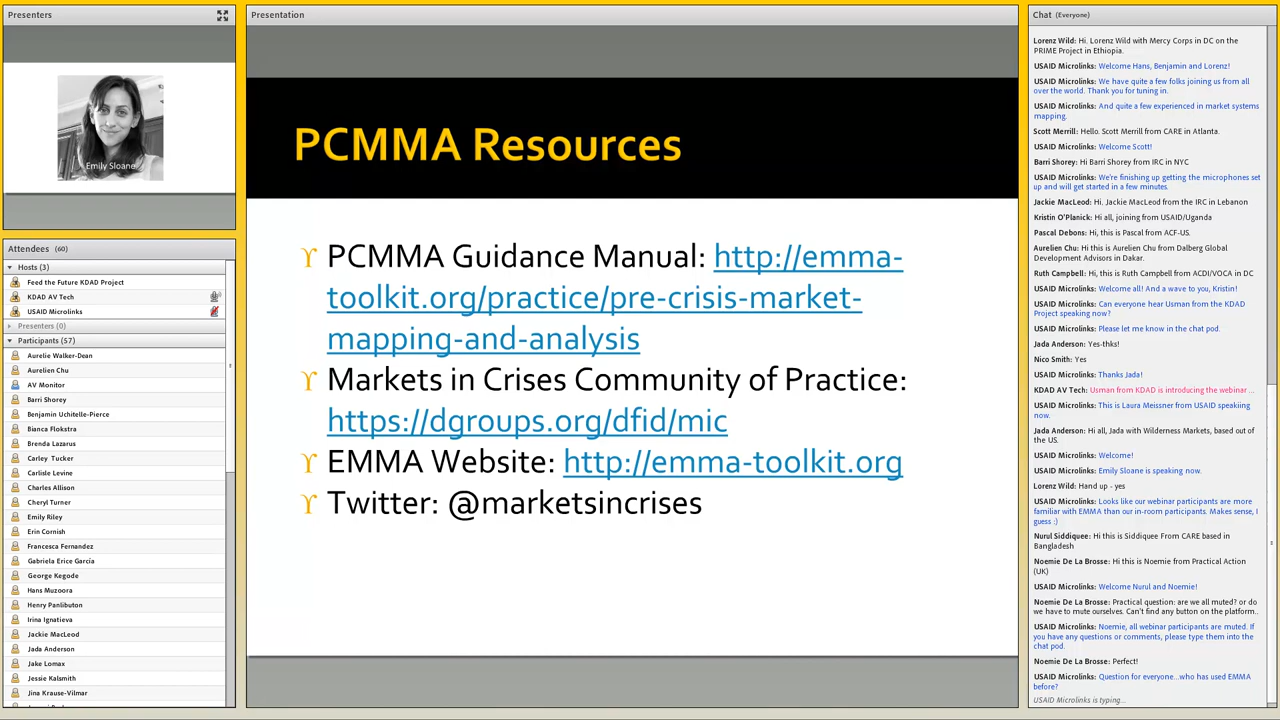 Presenters
Emily Sloane
Attendees (60)
Hosts (3)
Feed the Future KDAD Project
KDAD AV Tech
USAID Microlinks
Presenters (0)
Participants (57)
Aurelie Walker-Dean
Aurelien Chu
AV Monitor
Barri Shorey
Benjamin Uchitelle-Pierce
Bianca Flokstra
Brenda Lazarus
Carley Tucker
Carlisle Levine
Charles Allison
Cheryl Turner
Emily Riley
Erin Cornish
Francesca Fernandez
Gabriela Erice García
George Kegode
Hans Muzoora
Henry Panlibuton
Irina Ignatieva
Jackie MacLeod
Jada Anderson
Jake Lomax
Jessie Kalsmith
Jina Krause-Vilmar
Presentation
PCMMA Resources
PCMMA Guidance Manual: http://emma-
toolkit.org/practice/pre-crisis-market-
mapping-and-analysis
Markets in Crises Community of Practice:
https://dgroups.org/dfid/mic
EMMA Website: http://emma-toolkit.org
Twitter: @marketsincrises
Chat (Everyone)
Lorenz Wild: Hi. Lorenz Wild with Mercy Corps in DC on the
PRIME Project in Ethiopia.
USAID Microlinks: Welcome Hans, Benjamin and Lorenz!
USAID Microlinks: We have quite a few folks joining us from all
over the world. Thank you for tuning in.
USAID Microlinks: And quite a few experienced in market systems
mapping.
Scott Merrill: Hello. Scott Merrill from CARE in Atlanta.
USAID Microlinks: Welcome Scott!
Barri Shorey: Hi Barri Shorey from IRC in NYC
USAID Microlinks: We're finishing up getting the microphones set
up and will get started in a few minutes.
Jackie MacLeod: Hi. Jackie MacLeod from the IRC in Lebanon
Kristin O'Planick: Hi all, joining from USAID/Uganda
Pascal Debons: Hi, this is Pascal from ACF-US.
Aurelien Chu: Hi this is Aurelien Chu from Dalberg Global
Development Advisors in Dakar.
Ruth Campbell: Hi, this is Ruth Campbell from ACDI/VOCA in DC
USAID Microlinks: Welcome all! And a wave to you, Kristin!
USAID Microlinks: Can everyone hear Usman from the KDAD
Project speaking now?
USAID Microlinks: Please let me know in the chat pod.
Jada Anderson: Yes-thks!
Nico Smith: Yes
USAID Microlinks: Thanks Jada!
KDAD AV Tech: Usman from KDAD is introducing the webinar ...
USAID Microlinks: This is Laura Meissner from USAID speakiing
now.
Jada Anderson: Hi all, Jada with Wilderness Markets, based out of
the US.
USAID Microlinks: Welcome!
USAID Microlinks: Emily Sloane is speaking now.
Lorenz Wild: Hand up - yes
USAID Microlinks: Looks like our webinar participants are more
familiar with EMMA than our in-room participants. Makes sense, I
guess :)
Nurul Siddiquee: Hi this is Siddiquee From CARE based in
Bangladesh
Noemie De La Brosse: Hi this is Noemie from Practical Action
(UK)
USAID Microlinks: Welcome Nurul and Noemie!
Noemie De La Brosse: Practical question: are we all muted? or do
we have to mute ourselves. Can't find any button on the platform..
USAID Microlinks: Noemie, all webinar participants are muted. If
you have any questions or comments, please type them into the
chat pod.
Noemie De La Brosse: Perfect!
USAID Microlinks: Question for everyone...who has used EMMA
before?
USAID Microlinks is typing...